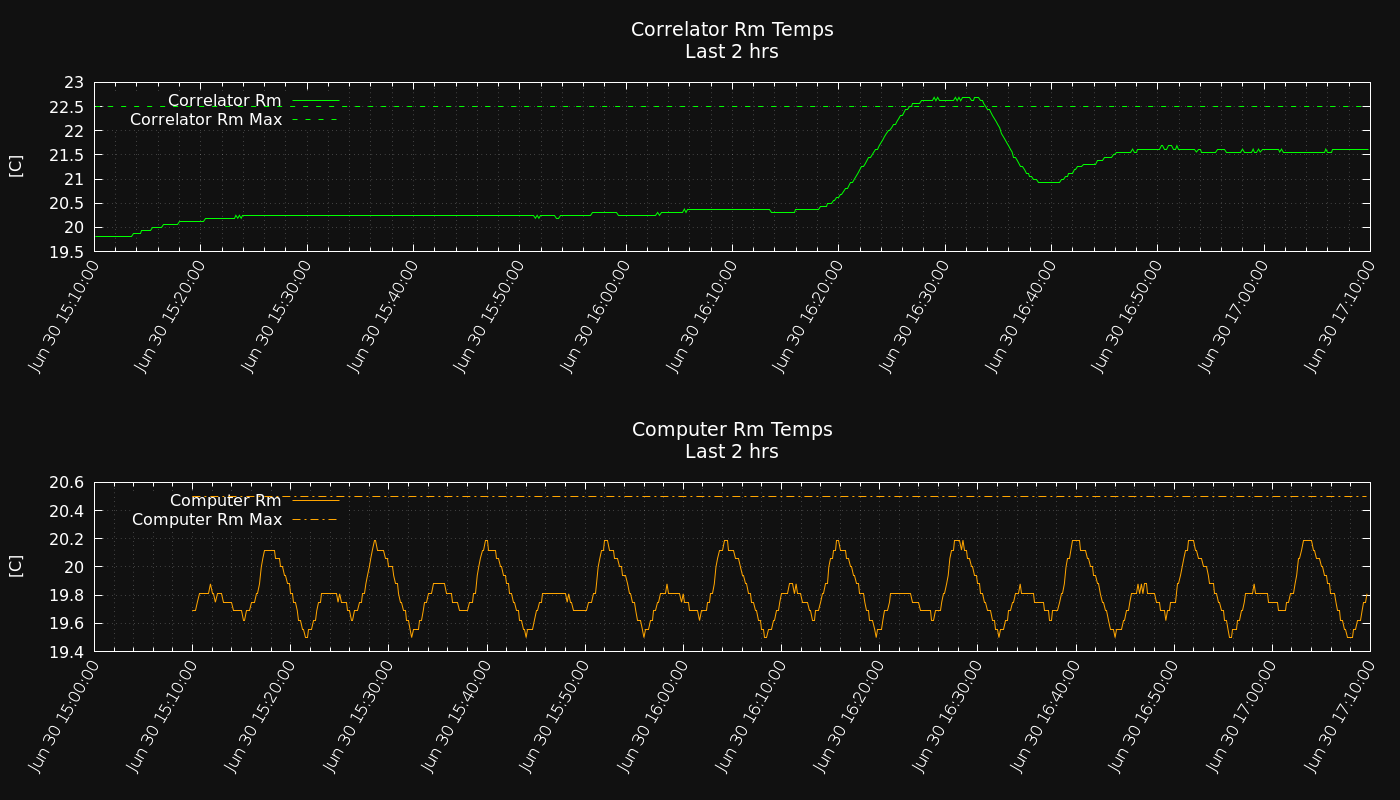 Correlator Rm Temps
Last 2 hrs
[C]
23
22.5
22
21.5
21
20.5
20
19.5
Correlator Rm
Correlator Rm Max
Jun 30 15:10:00
Jun 30 15:20:00
Jun 30 15:30:00
Jun 30 15:40:00
Jun 30 15:50:00
Jun 30 16:00:00
Jun 30 16:10:00
Jun 30 16:20:00
Jun 30 16:30:00
Jun 30 16:40:00
Jun 30 16:50:00
Jun 30 17:00:00
Jun 30 17:10:00
Computer Rm Temps
Last 2 hrs
[C]
20.6
20.4
20.2
20
19.8
19.6
19.4
Computer Rm
Computer Rm Max
Jun 30 15:00:00
Jun 30 15:10:00
Jun 30 15:20:00
Jun 30 15:30:00
Jun 30 15:40:00
Jun 30 15:50:00
Jun 30 16:00:00
Jun 30 16:10:00
Jun 30 16:20:00
Jun 30 16:30:00
Jun 30 16:40:00
Jun 30 16:50:00
Jun 30 17:00:00
Jun 30 17:10:00